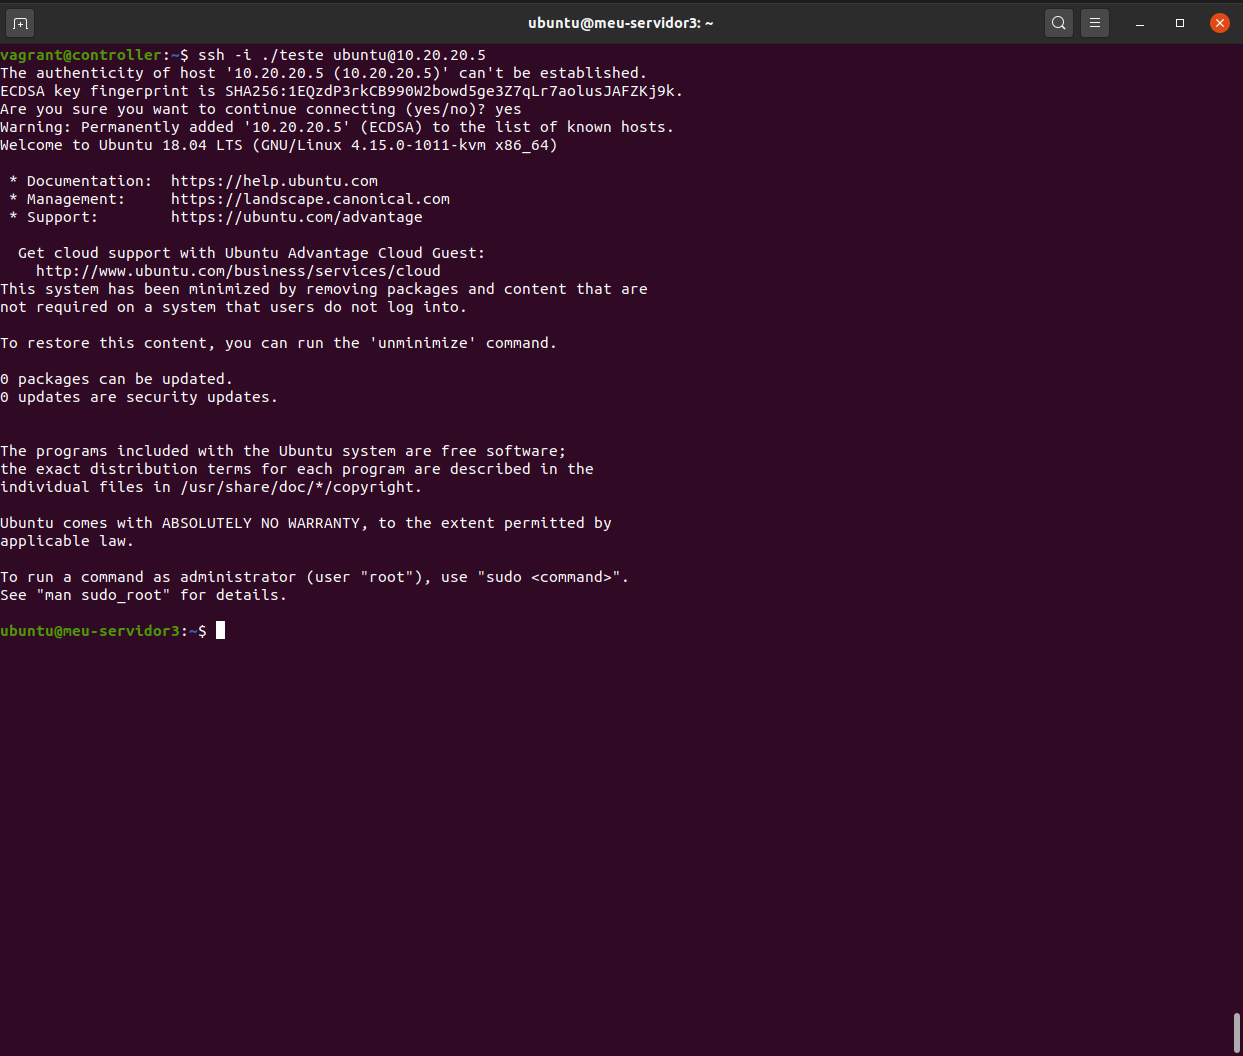 ubuntu@meu-servidor3: ~
vagrant@controller:~$ ssh -i ./teste ubuntu@10.20.20.5
The authenticity of host '10.20.20.5 (10.20.20.5)' can't be established.
ECDSA key fingerprint is SHA256:1EQzdP3rkCB990W2bowd5ge3Z7qLr7aolusJAFZKj9k.
Are you sure you want to continue connecting (yes/no)? yes
Warning: Permanently added '10.20.20.5' (ECDSA) to the list of known hosts.
Welcome to Ubuntu 18.04 LTS (GNU/Linux 4.15.0-1011-kvm x86_64)

 * Documentation:  https://help.ubuntu.com
 * Management:     https://landscape.canonical.com
 * Support:        https://ubuntu.com/advantage

  Get cloud support with Ubuntu Advantage Cloud Guest:
    http://www.ubuntu.com/business/services/cloud
This system has been minimized by removing packages and content that are
not required on a system that users do not log into.

To restore this content, you can run the 'unminimize' command.

0 packages can be updated.
0 updates are security updates.


The programs included with the Ubuntu system are free software;
the exact distribution terms for each program are described in the
individual files in /usr/share/doc/*/copyright.

Ubuntu comes with ABSOLUTELY NO WARRANTY, to the extent permitted by
applicable law.

To run a command as administrator (user "root"), use "sudo <command>".
See "man sudo_root" for details.

ubuntu@meu-servidor3:~$